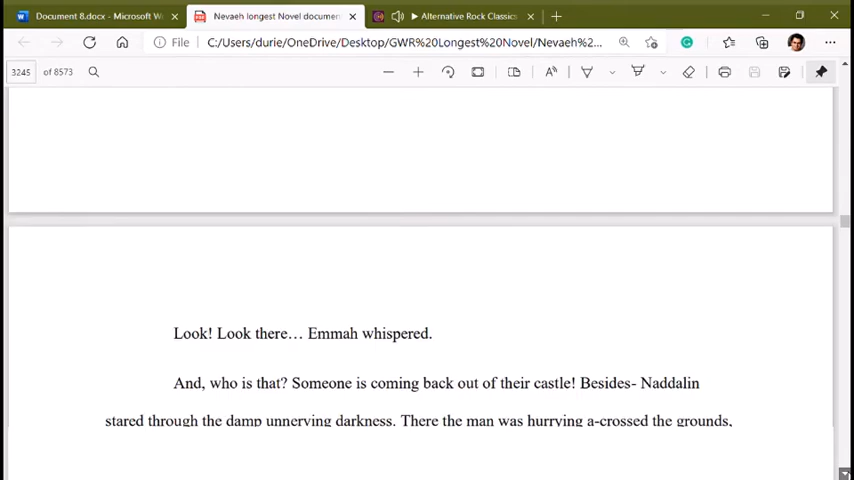 Document 8.docx - Microsoft W
Nevaeh longest Novel documen
Alternative Rock Classics
File
C:/Users/durie/OneDrive/Desktop/GWR%20Longest%20Novel/Nevaeh%2...
3245 of 8573
Look! Look there… Emmah whispered.
And, who is that? Someone is coming back out of their castle! Besides- Naddalin
stared through the damp unnerving darkness. There the man was hurrying a-crossed the grounds,